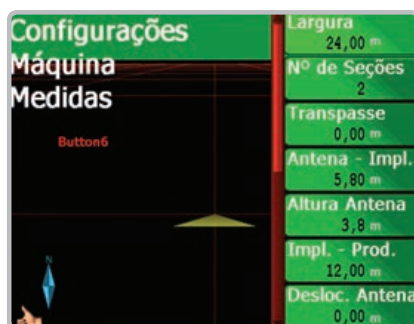 Configurações
Máquina
Medidas
Button6
N
Largura
24,00 m
Nº de Seções
2
Transpasse
0,00 m
Antena - Impl.
5,80 m
Altura Antena
3,8 m
Impl. - Prod.
12,00 m
Desloc. Antena
0,00 m